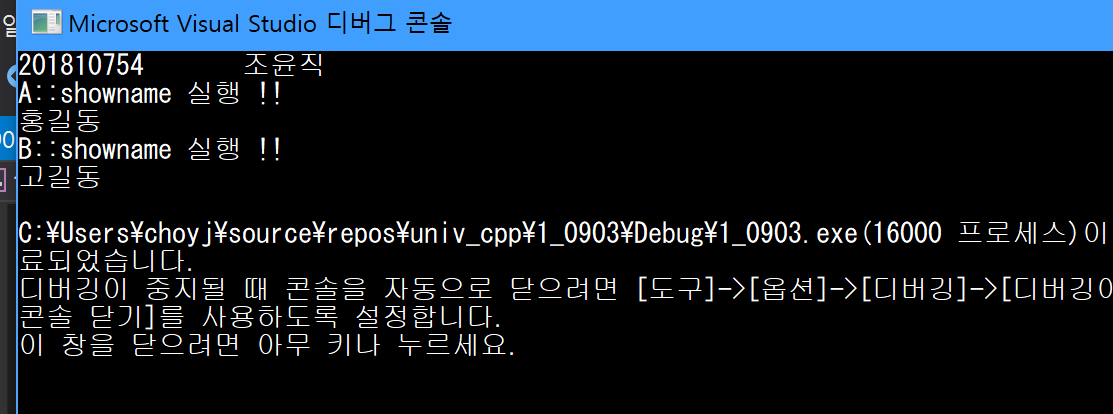 Microsoft Visual Studio 디버그 콘솔
201810754 조윤직
A::showname 실행 !!
홍길동
B::showname 실행 !!
고길동
C:\Users\choyj\source\repos\univ_cpp\1_0903\Debug\1_0903.exe(16000 프로세스)이
료되었습니다.
디버깅이 중지될 때 콘솔을 자동으로 닫으려면 [도구]->[옵션]->[디버깅]->[디버깅이
콘솔 닫기]를 사용하도록 설정합니다.
이 창을 닫으려면 아무 키나 누르세요.